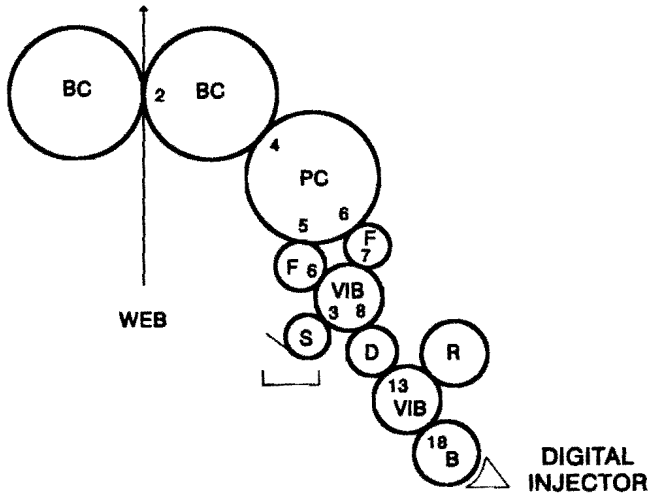 BC
2
BC
4
PC
5
6
F
7
F 6
VIB
3 8
WEB
S
D
R
13
VIB
18
B
DIGITAL
INJECTOR